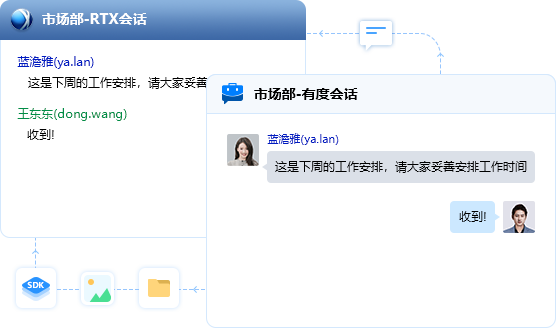 市场部-RTX会话
蓝澹雅(ya.lan)
这是下周的工作安排，请大家妥善
王东东(dong.wang)
收到!
市场部-有度会话
蓝澹雅(ya.lan)
这是下周的工作安排，请大家妥善安排工作时间
收到!
SDK